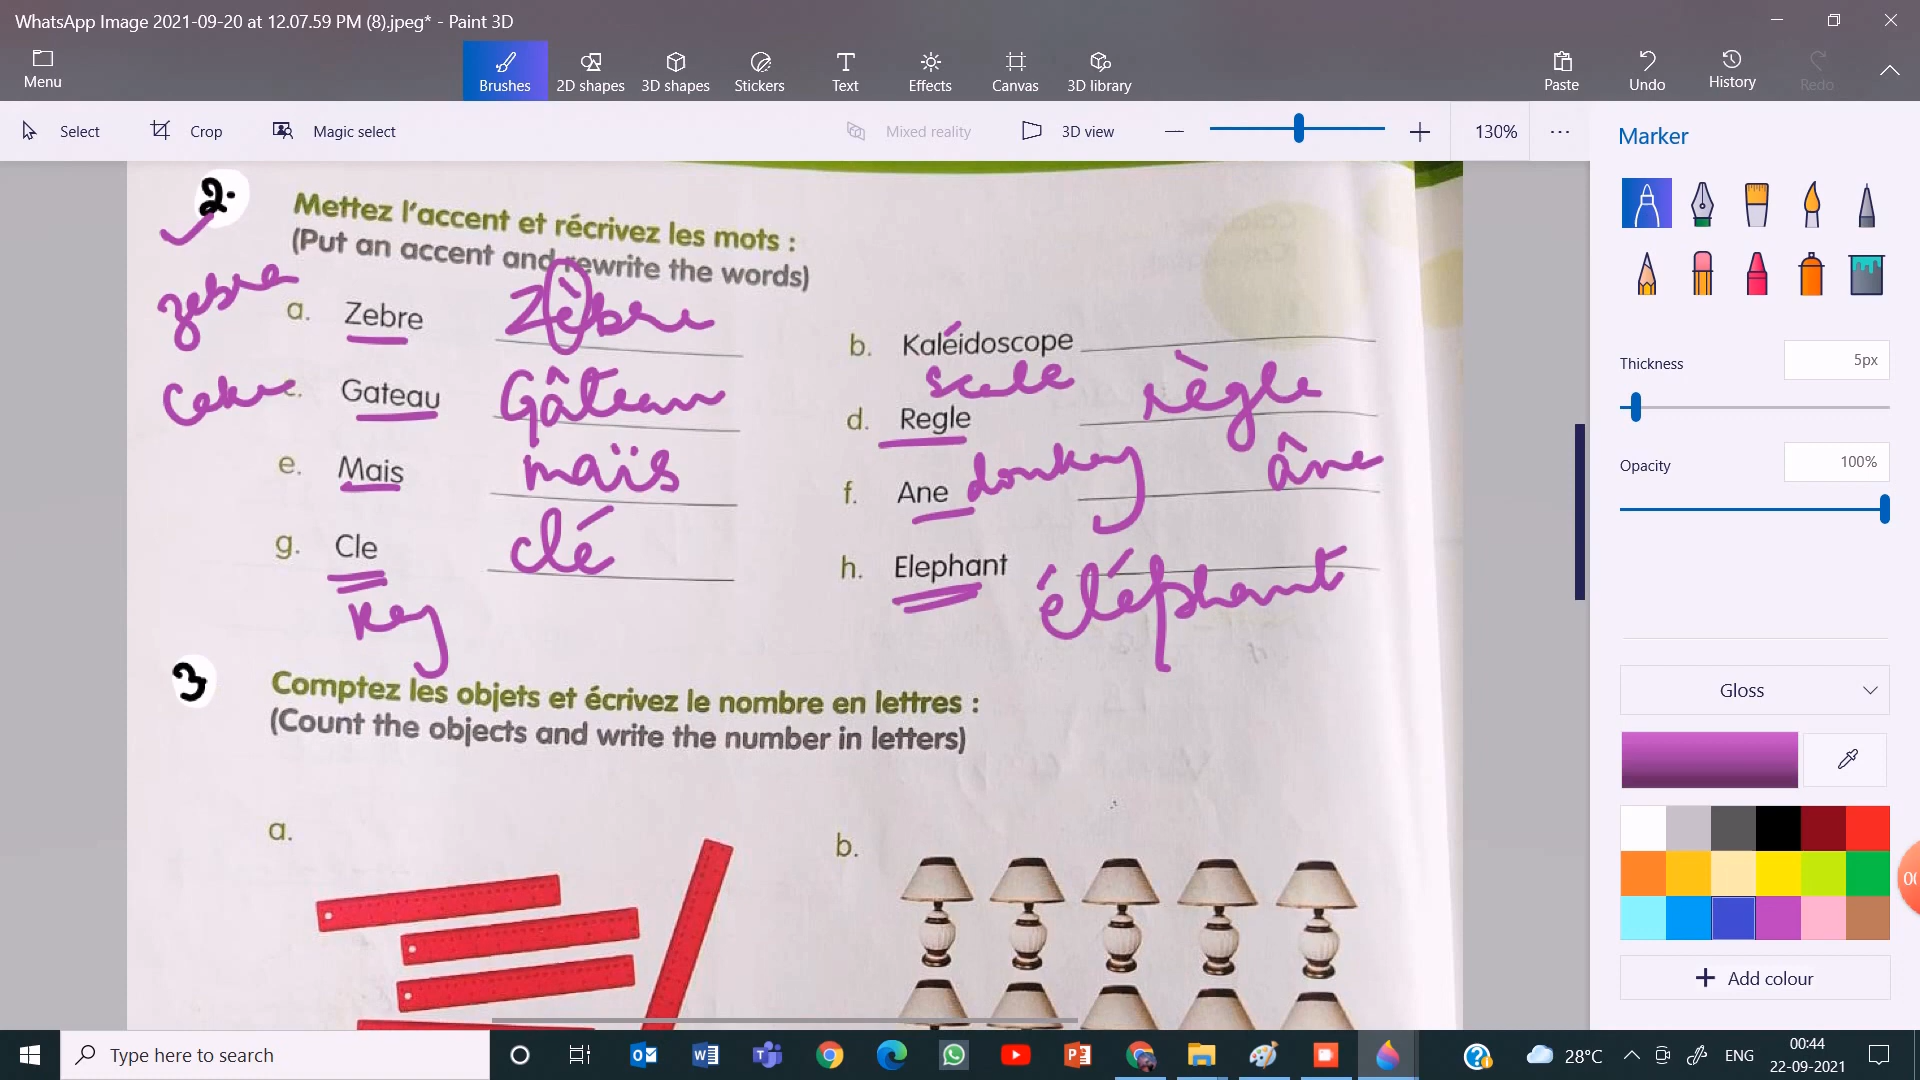 WhatsApp Image 2021-09-20 at 12.07.59 PM (8).jpeg* - Paint 3D
Menu
Brushes
2D shapes
3D shapes
Stickers
Text
Effects
Canvas
3D library
Paste
Undo
History
Redo
Select
Crop
Magic select
Mixed reality
3D view
130%
Marker
Thickness
5px
Opacity
100%
Gloss
Add colour
2.
Mettez l'accent et récrivez les mots :
(Put an accent and rewrite the words)
zebra
a. Zebre zèbre
b. Kaléidoscope
Cake
c. Gateau Gâteau
scale
d. Regle règle
e. Mais maïs
f. Ane donkey âne
g. Cle clé
key
h. Elephant éléphant
3
Comptez les objets et écrivez le nombre en lettres :
(Count the objects and write the number in letters)
a.
b.
Type here to search
28°C
ENG
00:44
22-09-2021